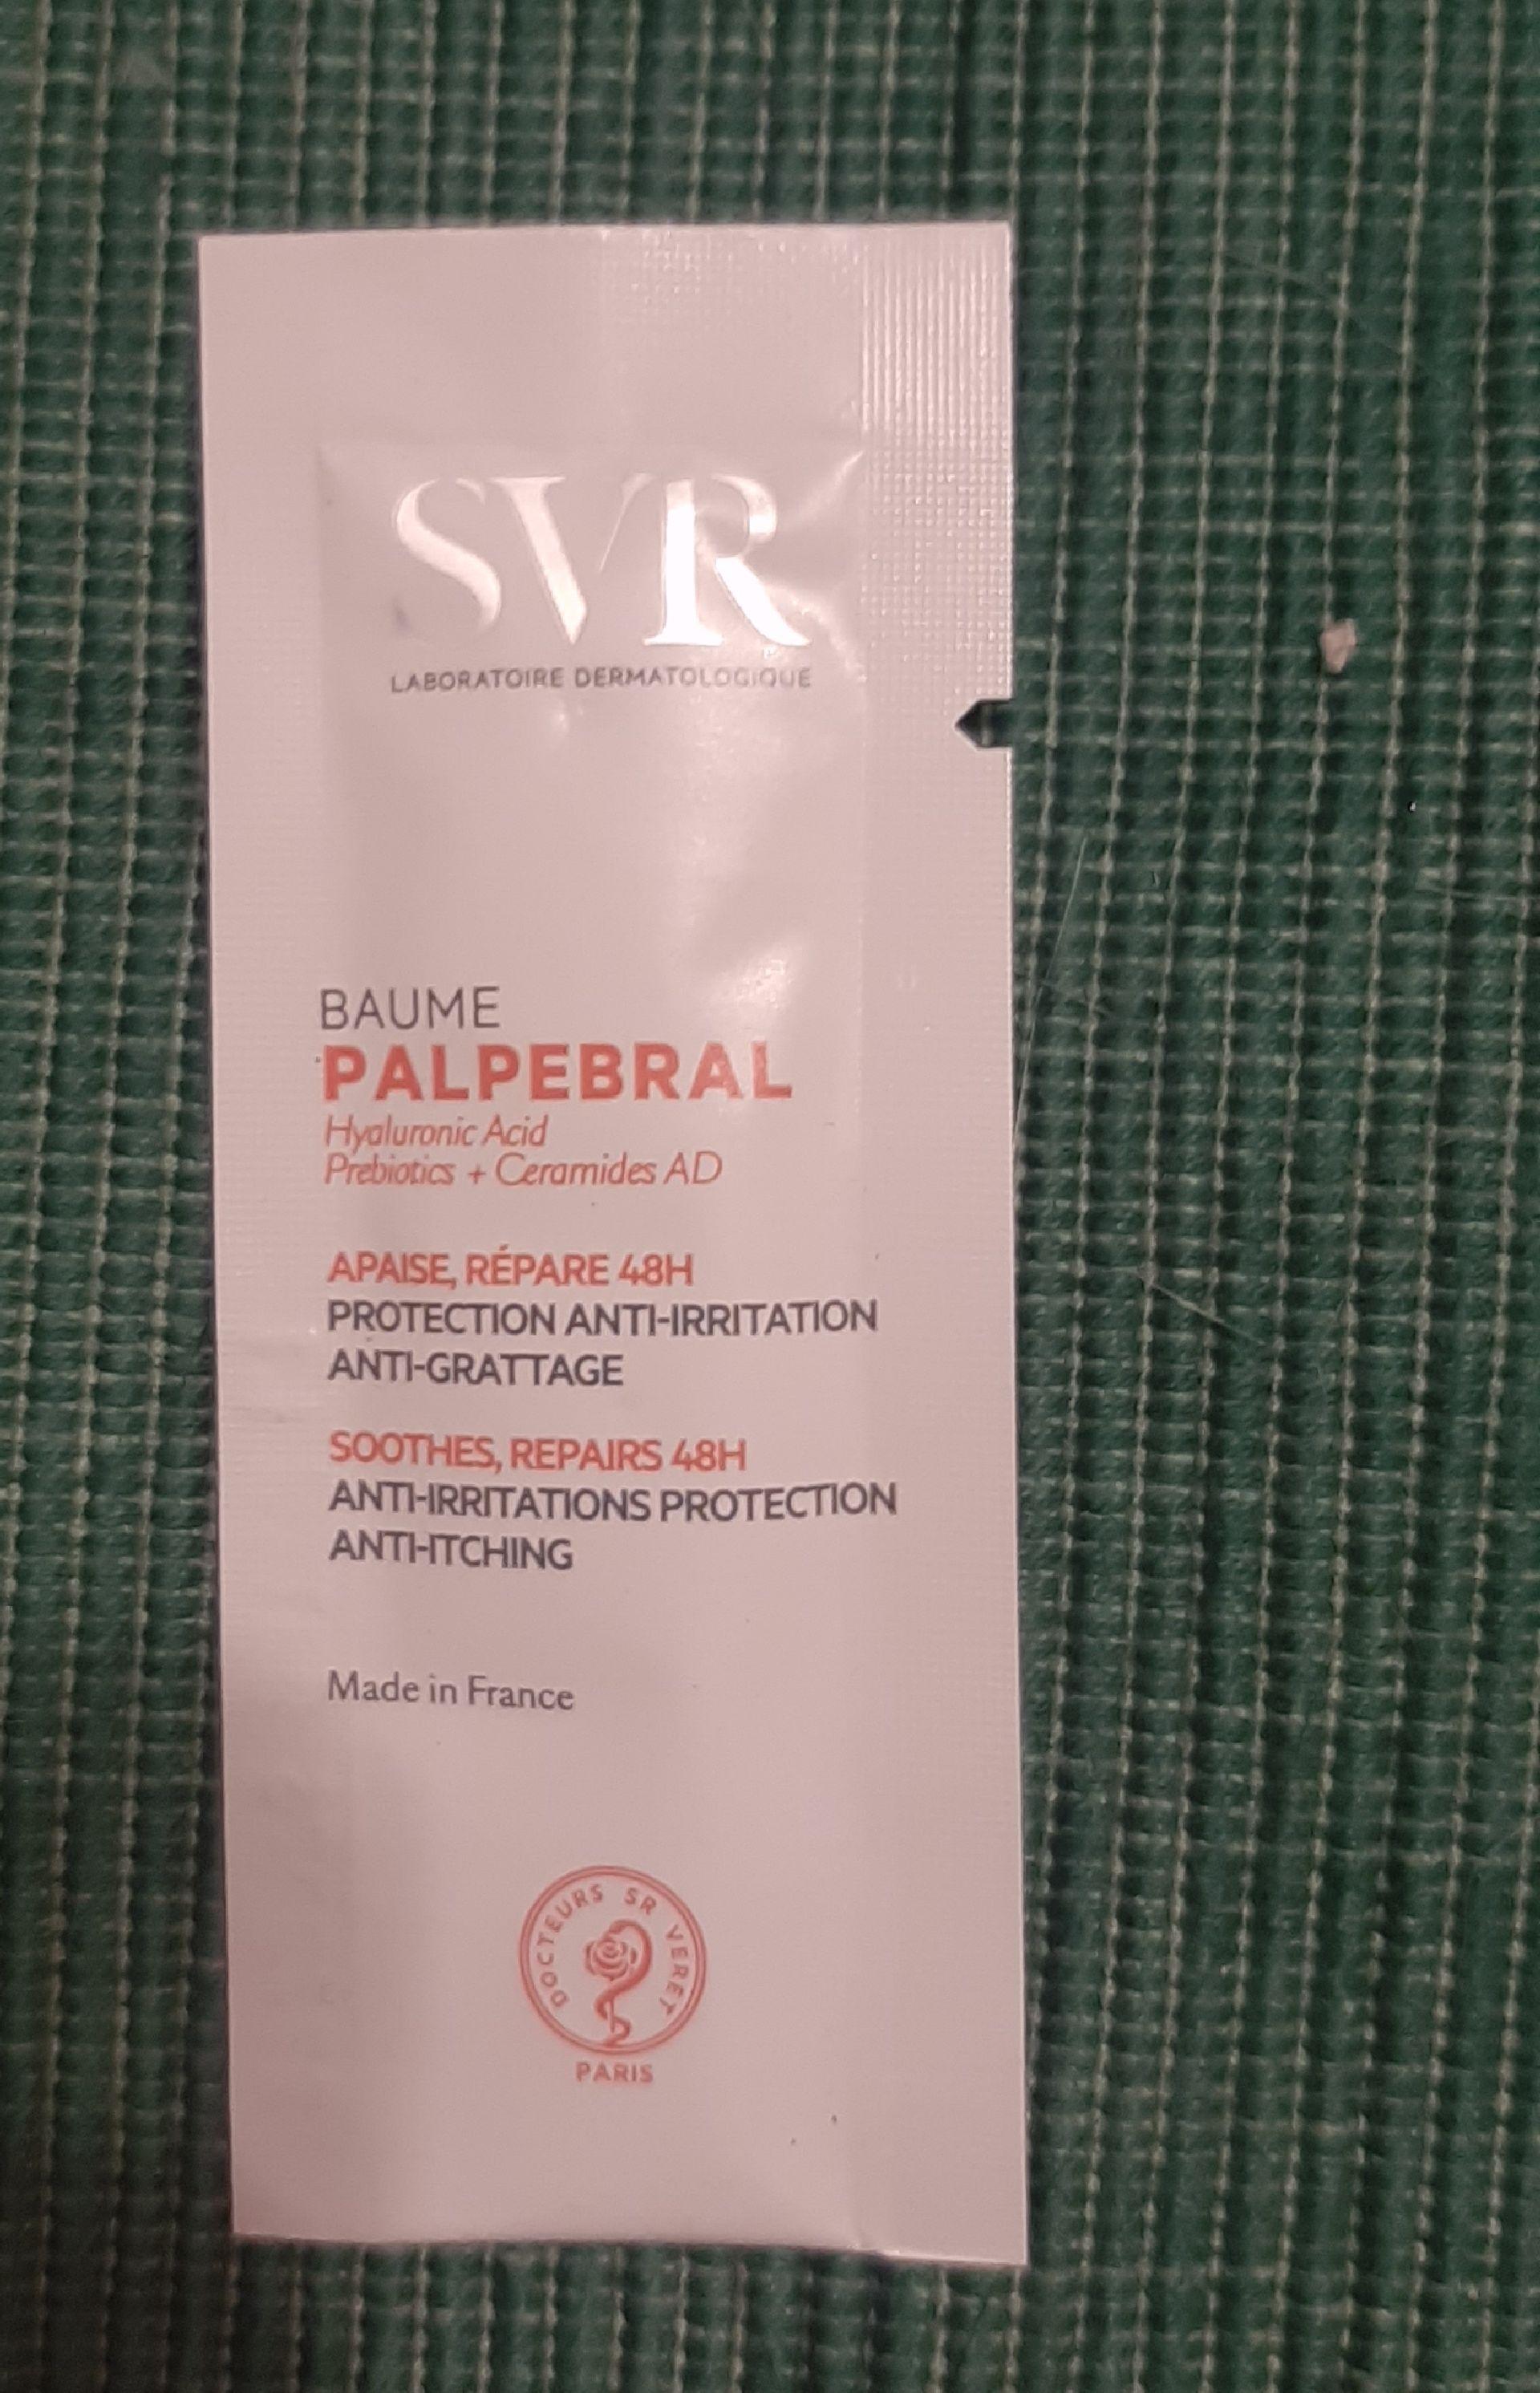 SVR
LABORATOIRE DERMATOLOGIQUE
BAUME
PALPEBRAL
Hyaluronic Acid
Prebiotics + Ceramides AD
APAISE, RÉPARE 48H
PROTECTION ANTI-IRRITATION
ANTI-GRATTAGE
SOOTHES, REPAIRS 48H
ANTI-IRRITATIONS PROTECTION
ANTI-ITCHING
Made in France
DOCTEURS SR VERET
PARIS